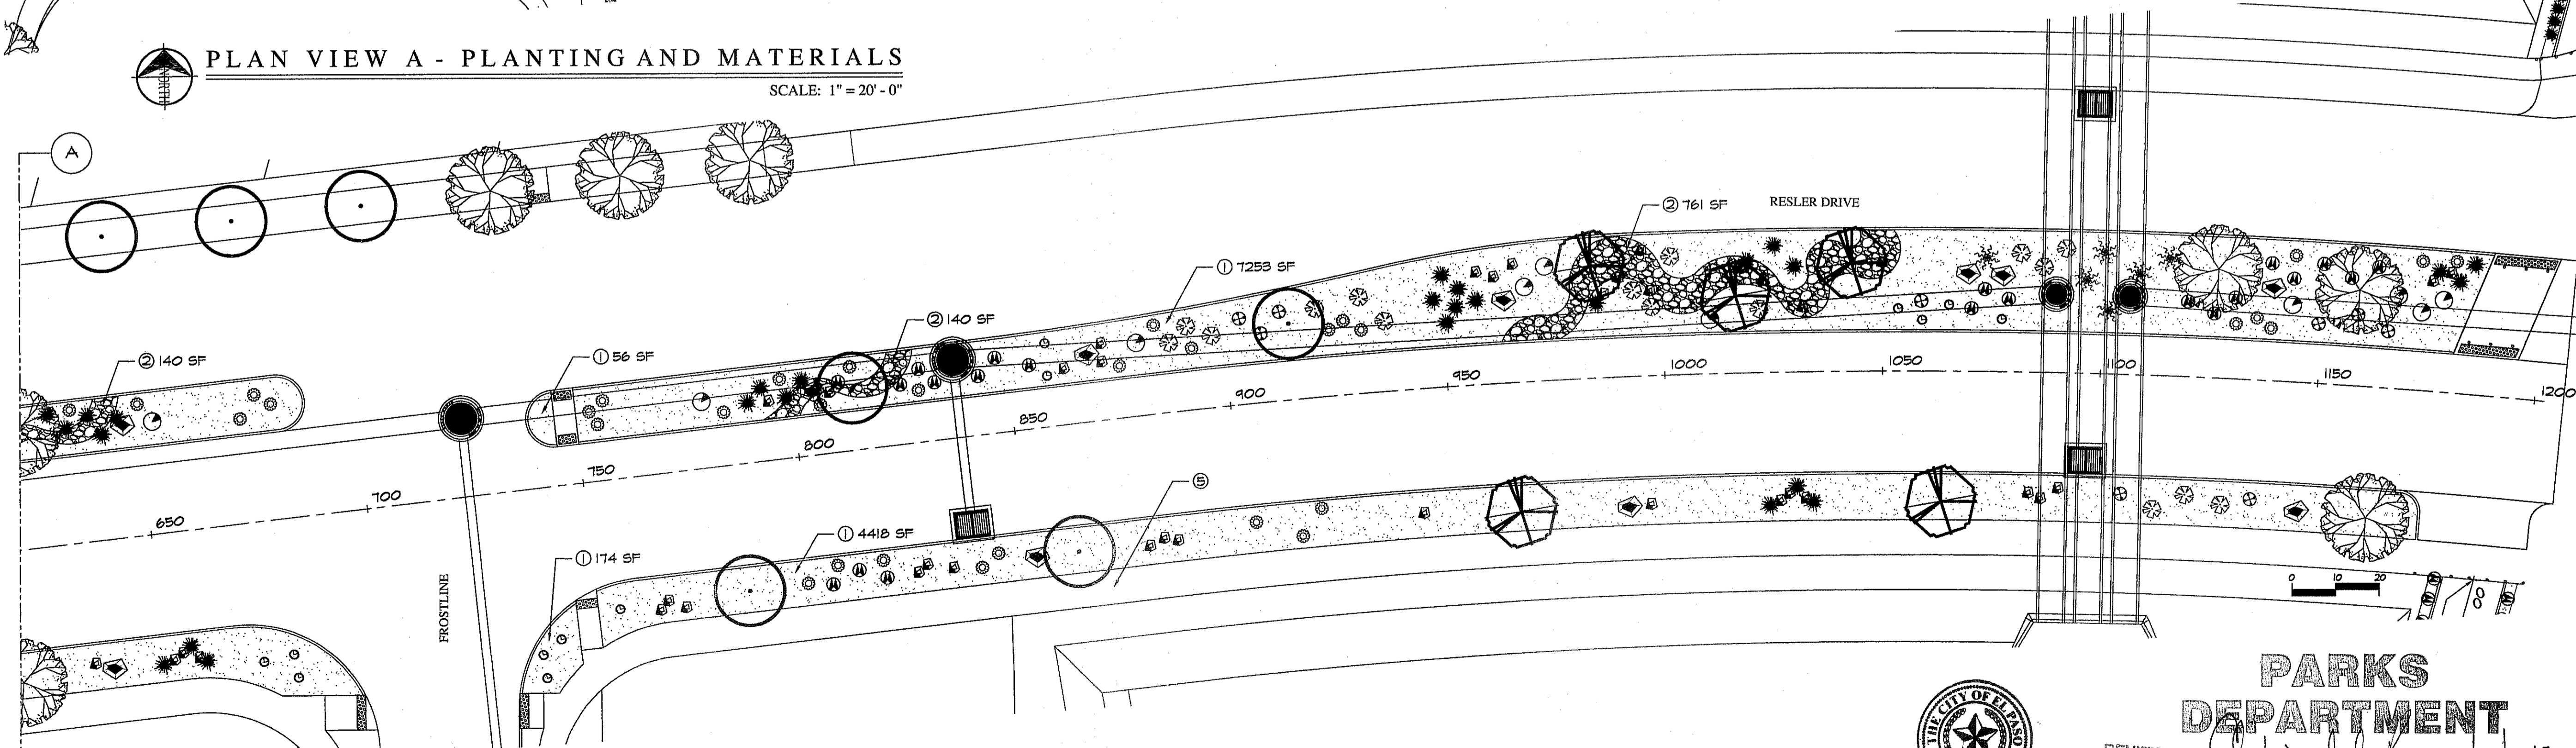 PLAN VIEW A - PLANTING AND MATERIALS
SCALE: 1" = 20' - 0"
NORTH
A
② 761 SF
RESLER DRIVE
① 7253 SF
② 140 SF
① 56 SF
② 140 SF
650
700
750
800
850
900
950
1000
1050
1100
1150
1200
⑤
① 4418 SF
① 174 SF
FROSTLINE
0 10 20
PARKS
DEPARTMENT
THE CITY OF EL PASO